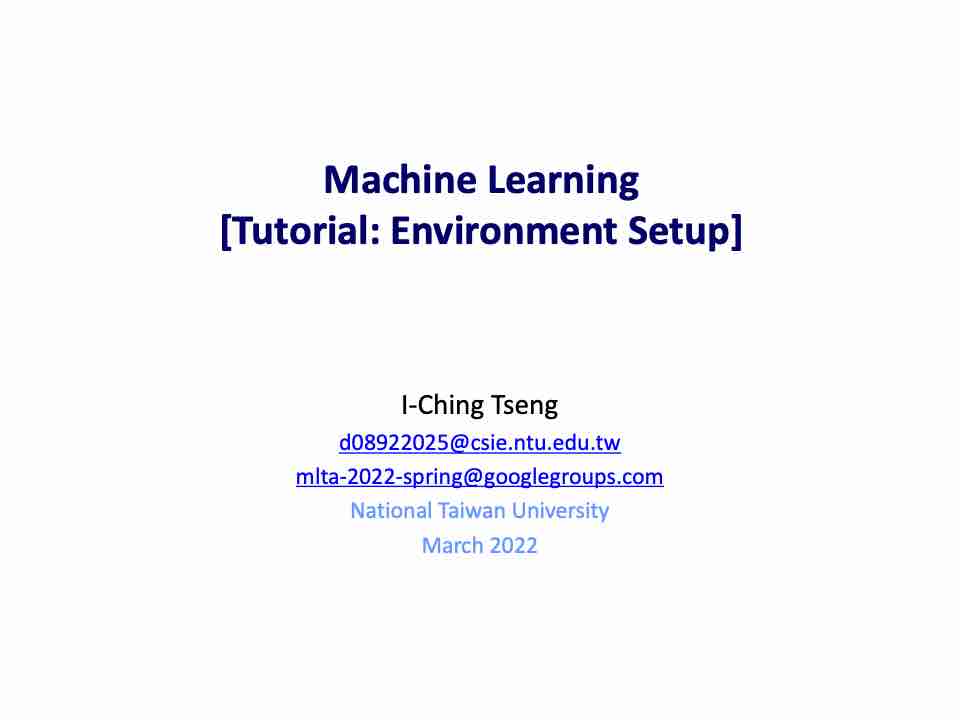 Machine Learning
[Tutorial: Environment Setup]
I-Ching Tseng
d08922025@csie.ntu.edu.tw
mlta-2022-spring@googlegroups.com
National Taiwan University
March 2022